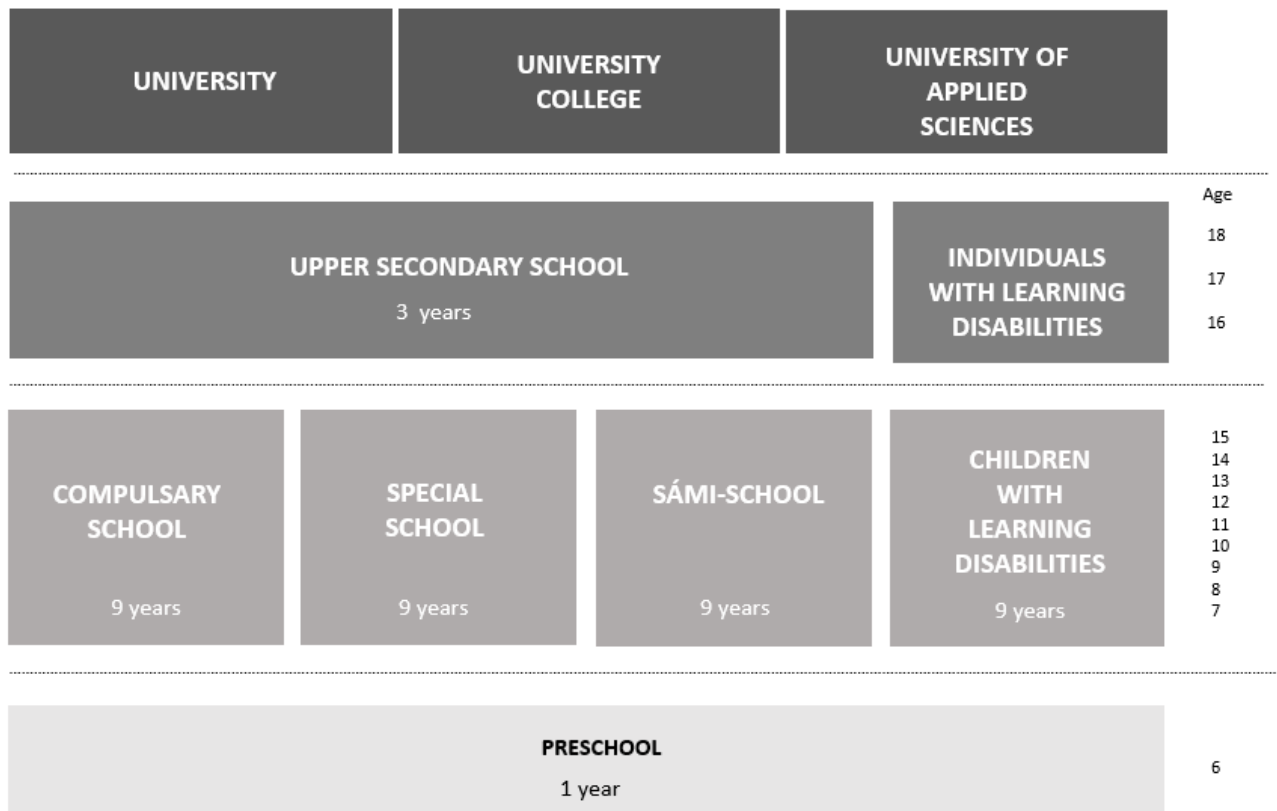 UNIVERSITY
UNIVERSITY
COLLEGE
UNIVERSITY OF
APPLIED
SCIENCES
Age
UPPER SECONDARY SCHOOL
3 years
INDIVIDUALS
WITH LEARNING
DISABILITIES
18
17
16
COMPULSARY
SCHOOL
9 years
SPECIAL
SCHOOL
9 years
SÁMI-SCHOOL
9 years
CHILDREN
WITH
LEARNING
DISABILITIES
9 years
15
14
13
12
11
10
9
8
7
PRESCHOOL
1 year
6